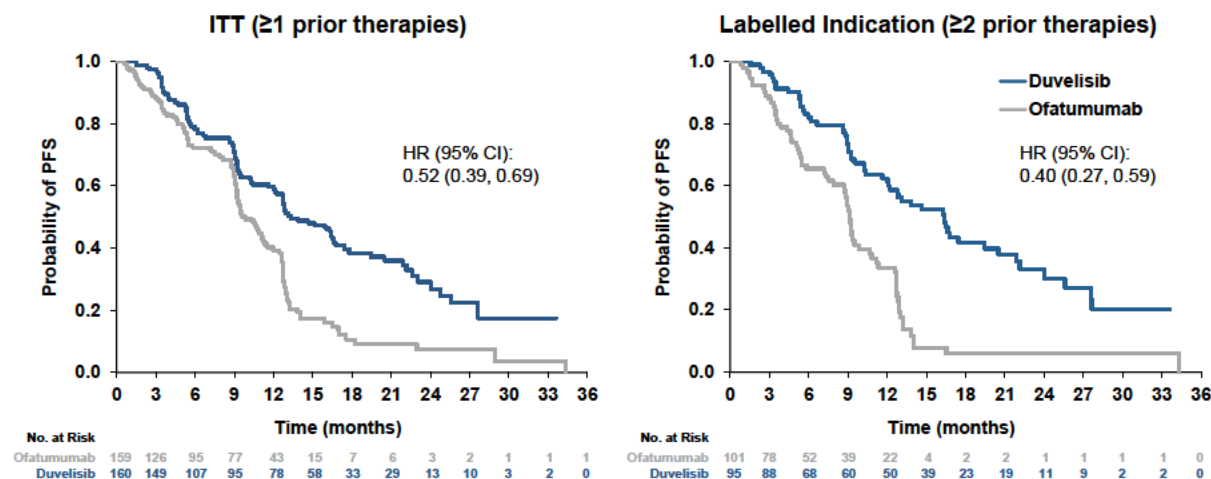 ITT (≥1 prior therapies)
Probability of PFS
1.0
0.8
0.6
0.4
0.2
0.0
HR (95% CI):
0.52 (0.39, 0.69)
0 3 6 9 12 15 18 21 24 27 30 33 36
Time (months)
No. at Risk
Ofatumumab 159 126 95 77 43 15 7 6 3 2 1 1 1
Duvelisib 160 149 107 95 78 58 33 29 13 10 3 2 0
Labelled Indication (≥2 prior therapies)
Probability of PFS
1.0
0.8
0.6
0.4
0.2
0.0
Duvelisib
Ofatumumab
HR (95% CI):
0.40 (0.27, 0.59)
0 3 6 9 12 15 18 21 24 27 30 33 36
Time (months)
No. at Risk
Ofatumumab 101 78 52 39 22 4 2 2 1 1 1 1 0
Duvelisib 95 88 68 60 50 39 23 19 11 9 2 2 0